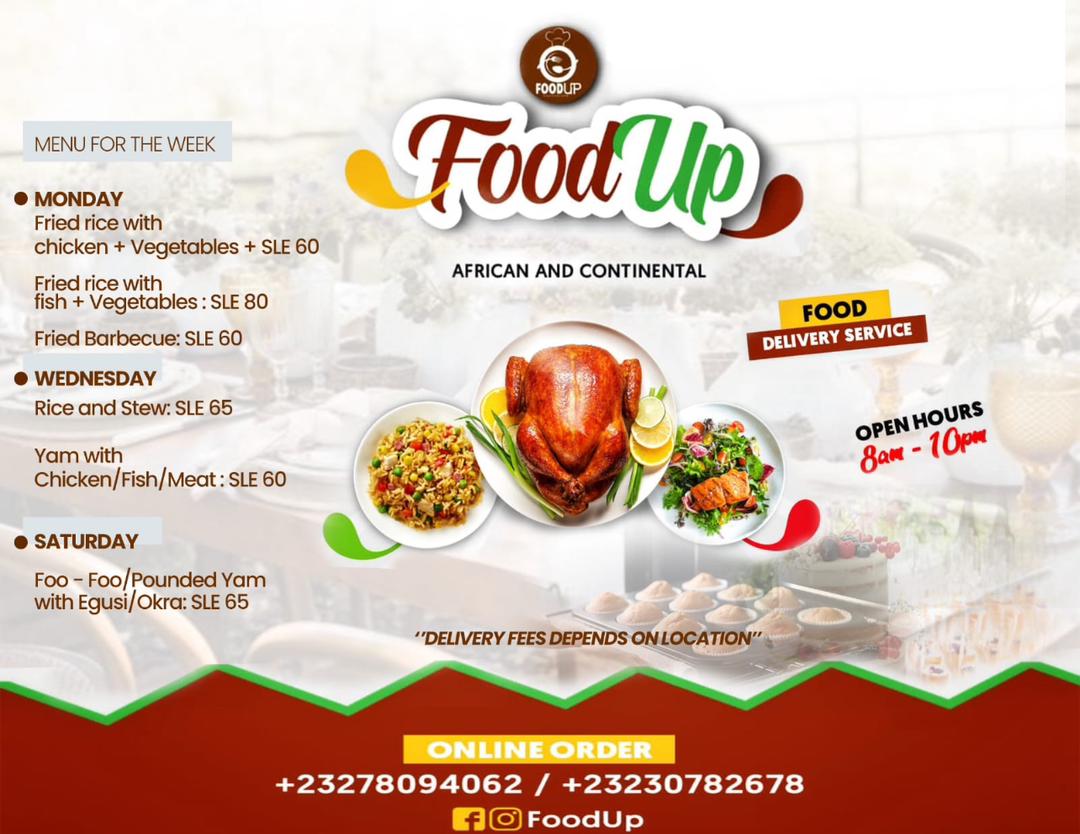 FOODUP
FoodUp
AFRICAN AND CONTINENTAL
MENU FOR THE WEEK
MONDAY
Fried rice with
chicken + Vegetables + SLE 60
Fried rice with
fish + Vegetables : SLE 80
Fried Barbecue: SLE 60
WEDNESDAY
Rice and Stew: SLE 65
Yam with
Chicken/Fish/Meat : SLE 60
SATURDAY
Foo - Foo/Pounded Yam
with Egusi/Okra: SLE 65
FOOD
DELIVERY SERVICE
OPEN HOURS
8am - 10pm
‘’DELIVERY FEES DEPENDS ON LOCATION’’
ONLINE ORDER
+23278094062 / +23230782678
FoodUp